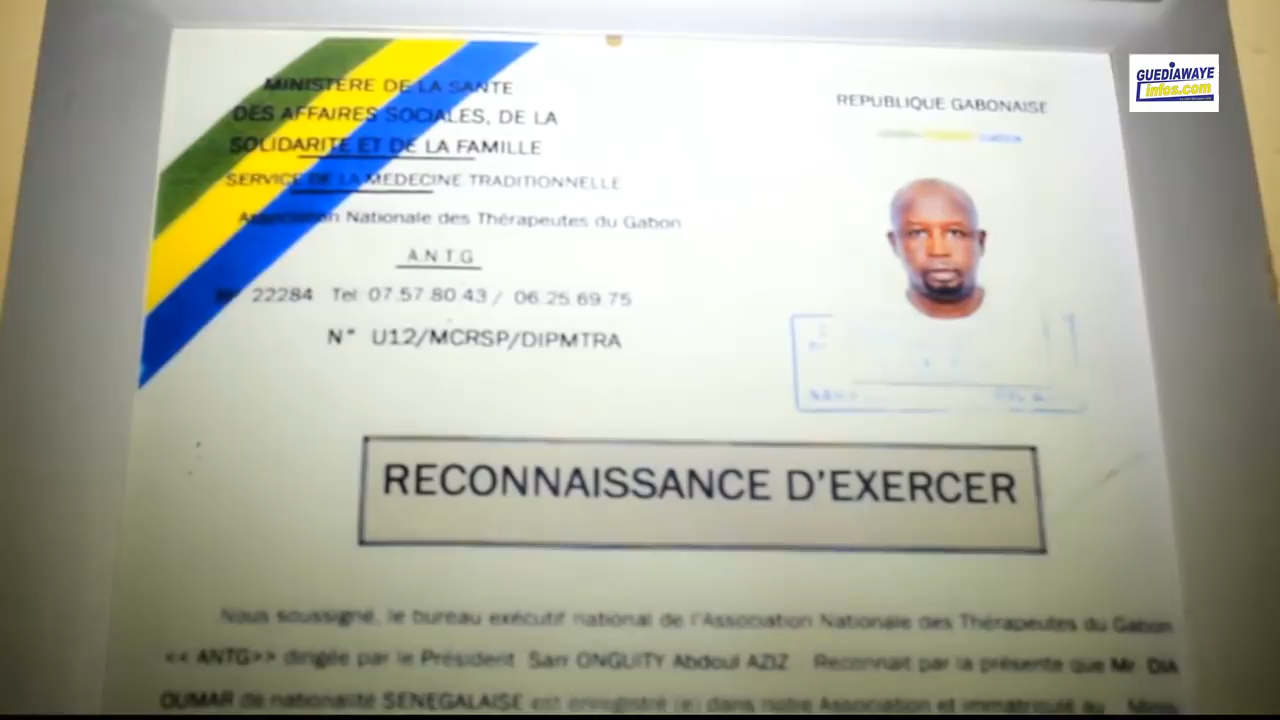 MINISTERE DE LA SANTE
DES AFFAIRES SOCIALES, DE LA
SOLIDARITE ET DE LA FAMILLE
SERVICE DE LA MEDECINE TRADITIONNELLE
Association Nationale des Thérapeutes du Gabon
A.N.T.G
22284 Tel: 07.57.80.43 / 06.25.69.75
N° U12/MCRSP/DIPMTRA
REPUBLIQUE GABONAISE
GUEDIAWAYE
infos.com
RECONNAISSANCE D'EXERCER
Nous soussigné, le bureau exécutif national de l'Association Nationale des Thérapeutes du Gabon
<< ANTG>> dirigée par le Président Sarr ONGUITY Abdoul AZIZ Reconnait par la présente que Mr. DIA
OUMAR de nationalité SENEGALAISE est enregistré (e) dans notre Association et immatriculé au